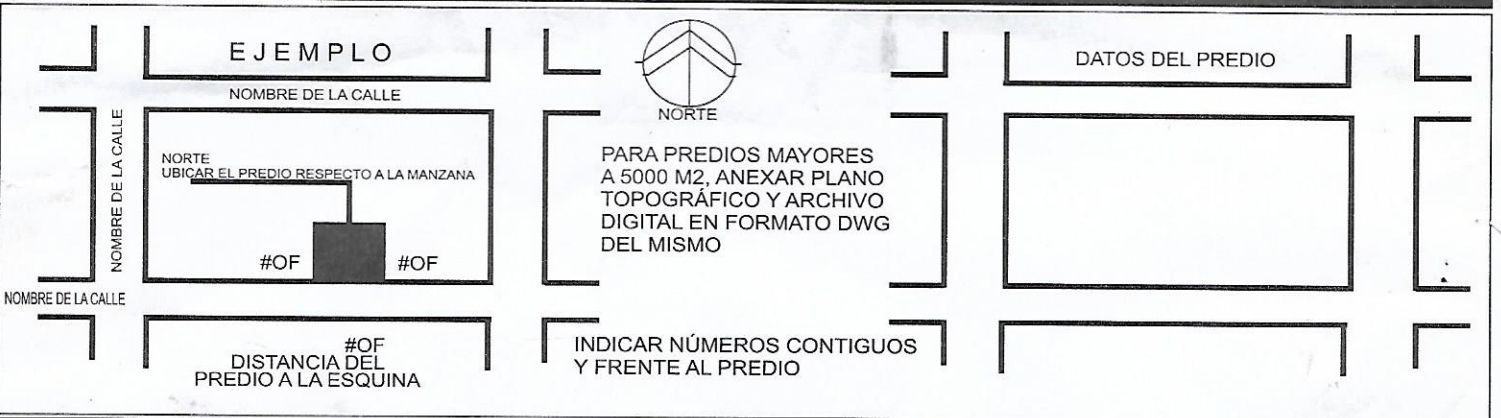 EJEMPLO
NOMBRE DE LA CALLE
NOMBRE DE LA CALLE
NORTE
UBICAR EL PREDIO RESPECTO A LA MANZANA
#OF
#OF
NOMBRE DE LA CALLE
#OF
DISTANCIA DEL
PREDIO A LA ESQUINA
NORTE
PARA PREDIOS MAYORES
A 5000 M2, ANEXAR PLANO
TOPOGRÁFICO Y ARCHIVO
DIGITAL EN FORMATO DWG
DEL MISMO
INDICAR NÚMEROS CONTIGUOS
Y FRENTE AL PREDIO
DATOS DEL PREDIO